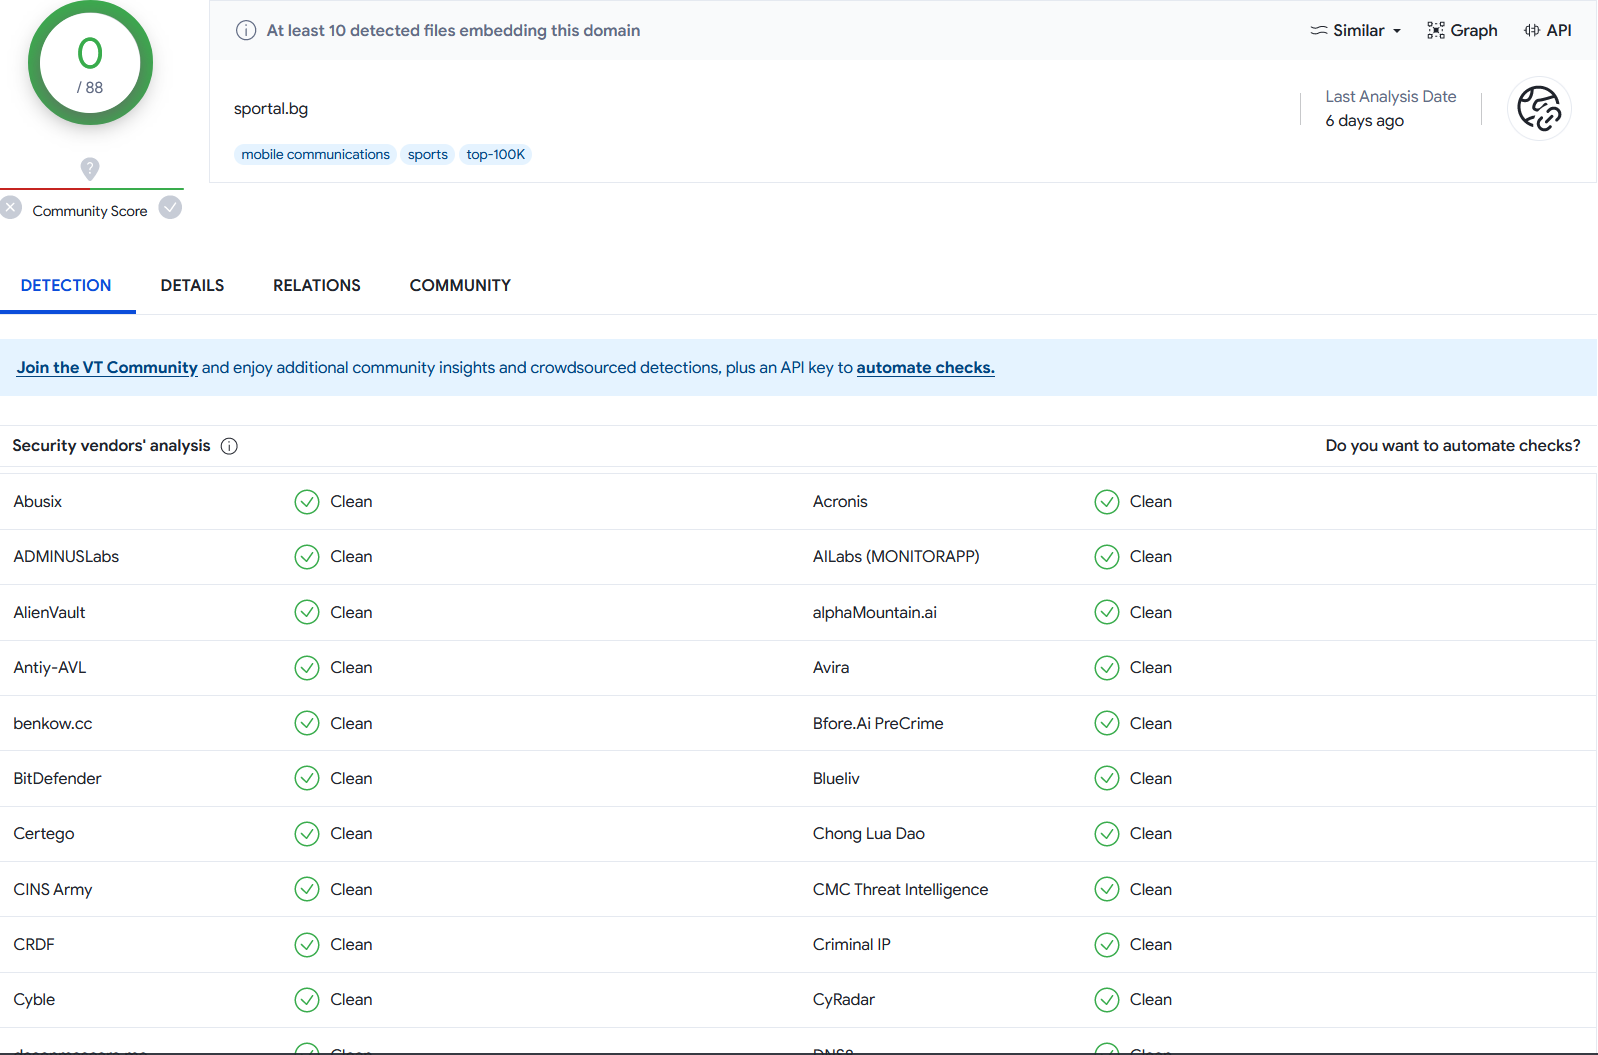 0
/ 88
Community Score
At least 10 detected files embedding this domain
Similar
Graph
API
sportal.bg
mobile communications
sports
top-100K
Last Analysis Date
6 days ago
DETECTION
DETAILS
RELATIONS
COMMUNITY
Join the VT Community and enjoy additional community insights and crowdsourced detections, plus an API key to automate checks.
Security vendors' analysis
Do you want to automate checks?
Abusix Clean Acronis Clean
ADMINUSLabs Clean AILabs (MONITORAPP) Clean
AlienVault Clean alphaMountain.ai Clean
Antiy-AVL Clean Avira Clean
benkow.cc Clean Bfore.Ai PreCrime Clean
BitDefender Clean Blueliv Clean
Certego Clean Chong Lua Dao Clean
CINS Army Clean CMC Threat Intelligence Clean
CRDF Clean Criminal IP Clean
Cyble Clean CyRadar Clean
Clean Clean